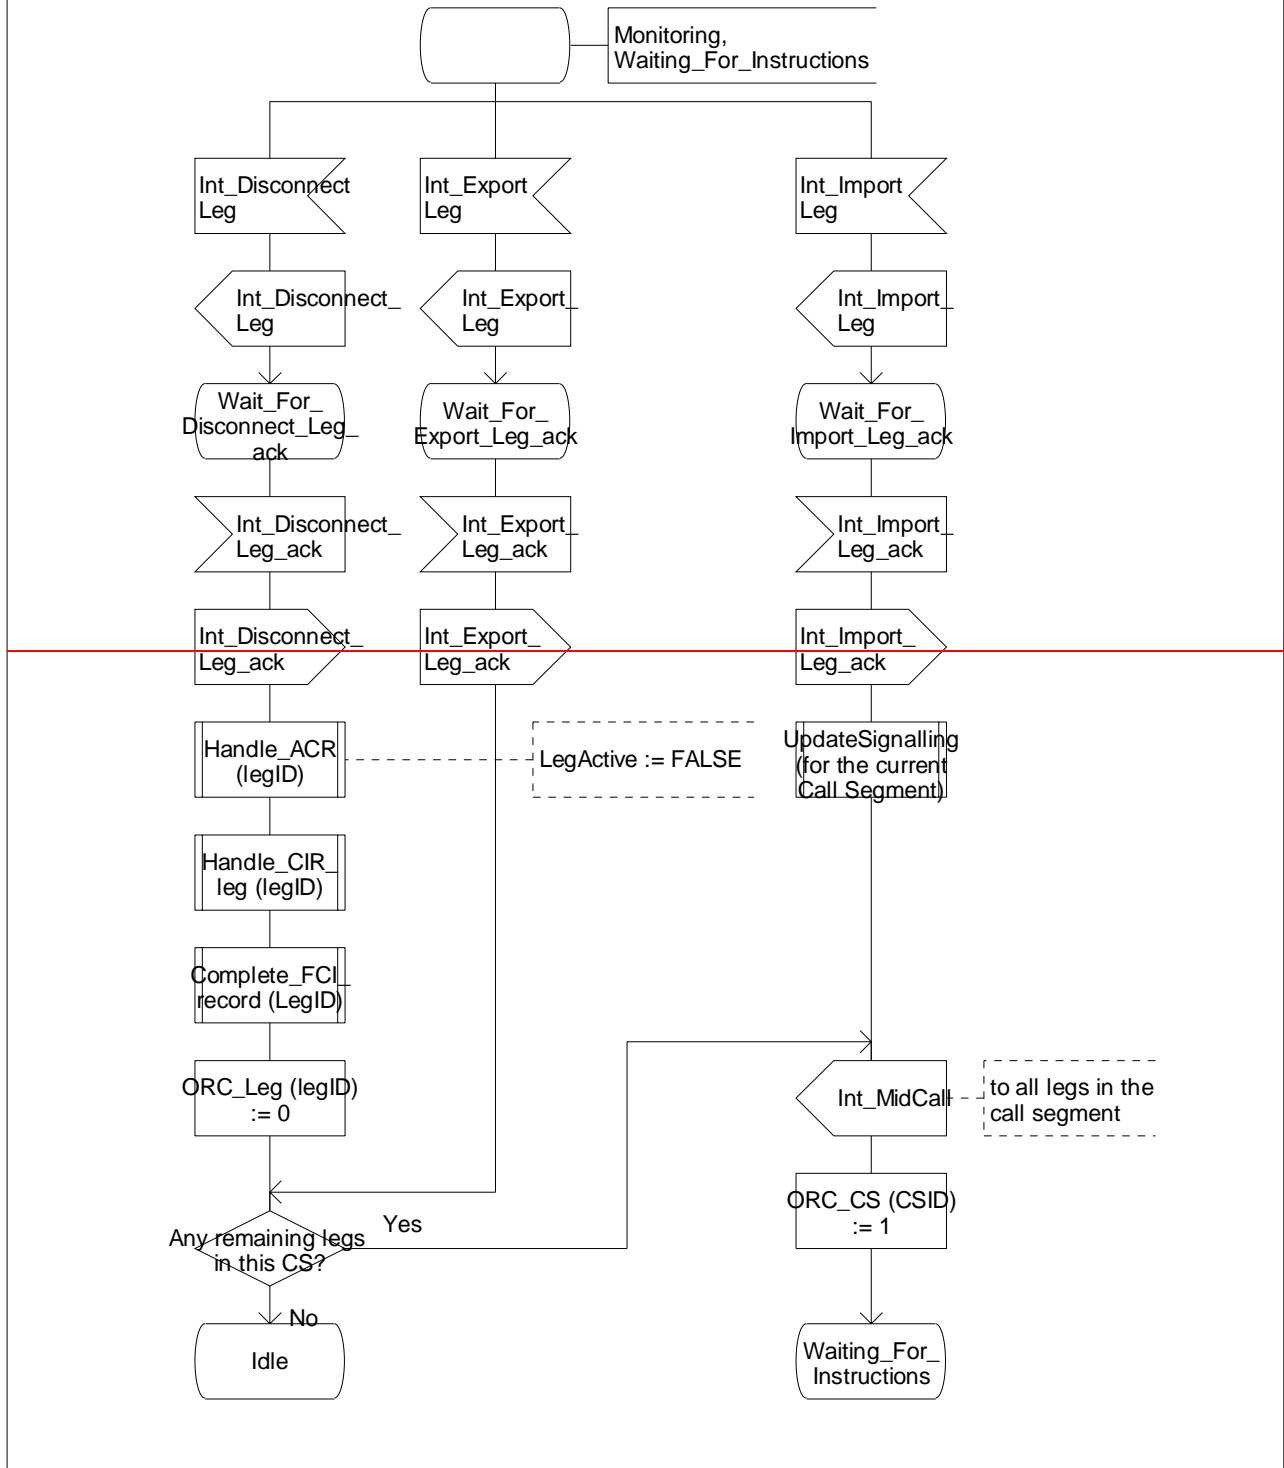 Monitoring,
Waiting_For_Instructions
Int_Disconnect
Leg
Int_Export
Leg
Int_Import
Leg
Int_Disconnect_
Leg
Int_Export_
Leg
Int_Import_
Leg
Wait_For_
Disconnect_Leg_
ack
Wait_For_
Export_Leg_ack
Wait_For_
Import_Leg_ack
Int_Disconnect_
Leg_ack
Int_Export_
Leg_ack
Int_Import_
Leg_ack
Int_Disconnect_
Leg_ack
Int_Export_
Leg_ack
Int_Import_
Leg_ack
Handle_ACR
(legID)
LegActive := FALSE
UpdateSignalling
(for the current
Call Segment)
Handle_CIR_
leg (legID)
Complete_FCI_
record (LegID)
ORC_Leg (legID)
:= 0
Int_MidCall
to all legs in the
call segment
ORC_CS (CSID)
:= 1
Yes
Any remaining legs
in this CS?
No
Idle
Waiting_For_
Instructions